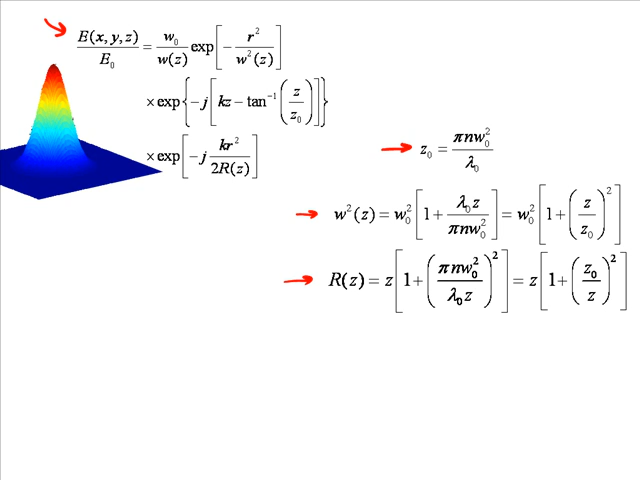 E(x, y, z)/E₀ = w₀/w(z) exp[−r²/w²(z)]
×exp{−j[kz − tan⁻¹(z/z₀)]}
×exp[−j kr²/2R(z)]
z₀ = πnw₀²/λ₀
w²(z) = w₀²[1 + λ₀z/πnw₀²] = w₀²[1 + (z/z₀)²]
R(z) = z[1 + (πnw₀²/λ₀z)²] = z[1 + (z₀/z)²]